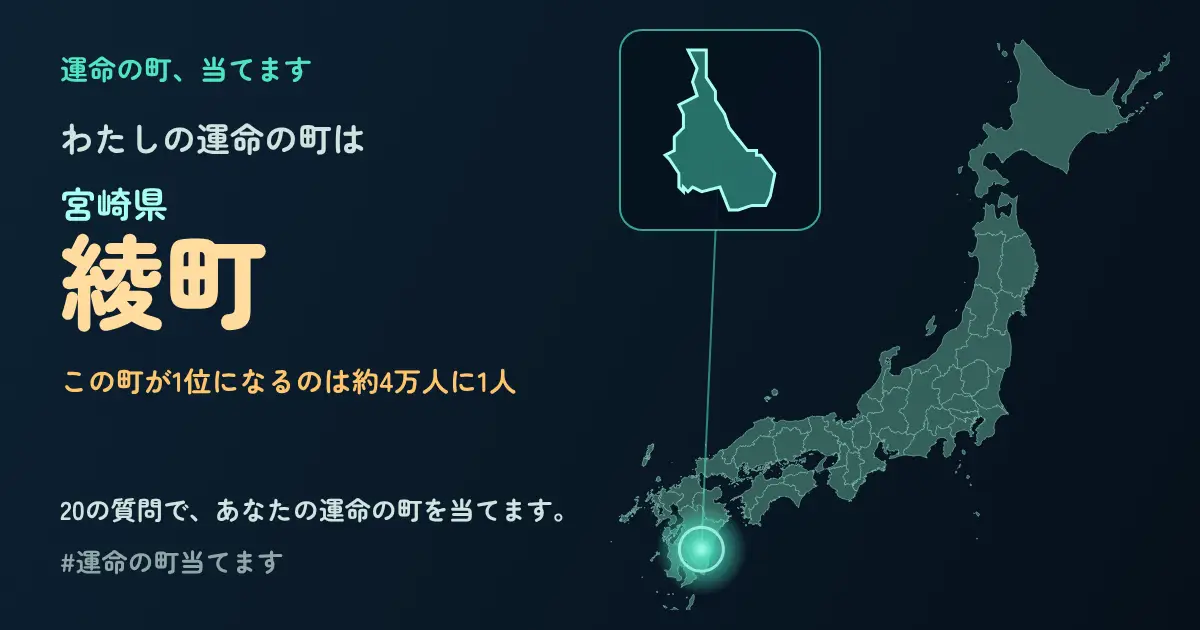 運命の町、当てます
わたしの運命の町は
宮崎県
綾町
この町が1位になるのは約4万人に1人
20の質問で、あなたの運命の町を当てます。
#運命の町当てます